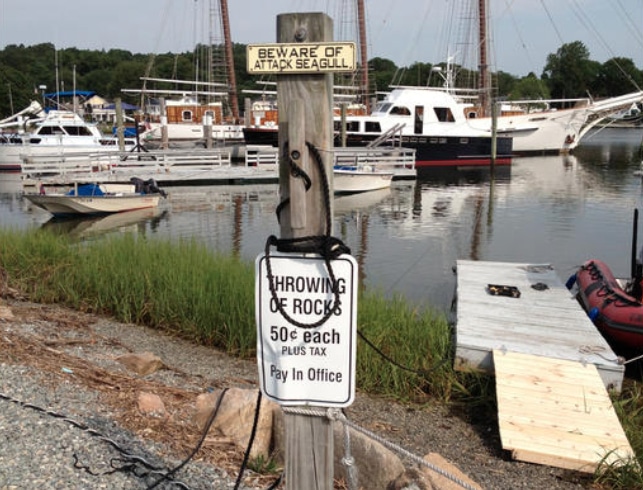 BEWARE OF
ATTACK SEAGULL
THROWING
OF ROCKS
50¢ each
PLUS TAX
Pay In Office